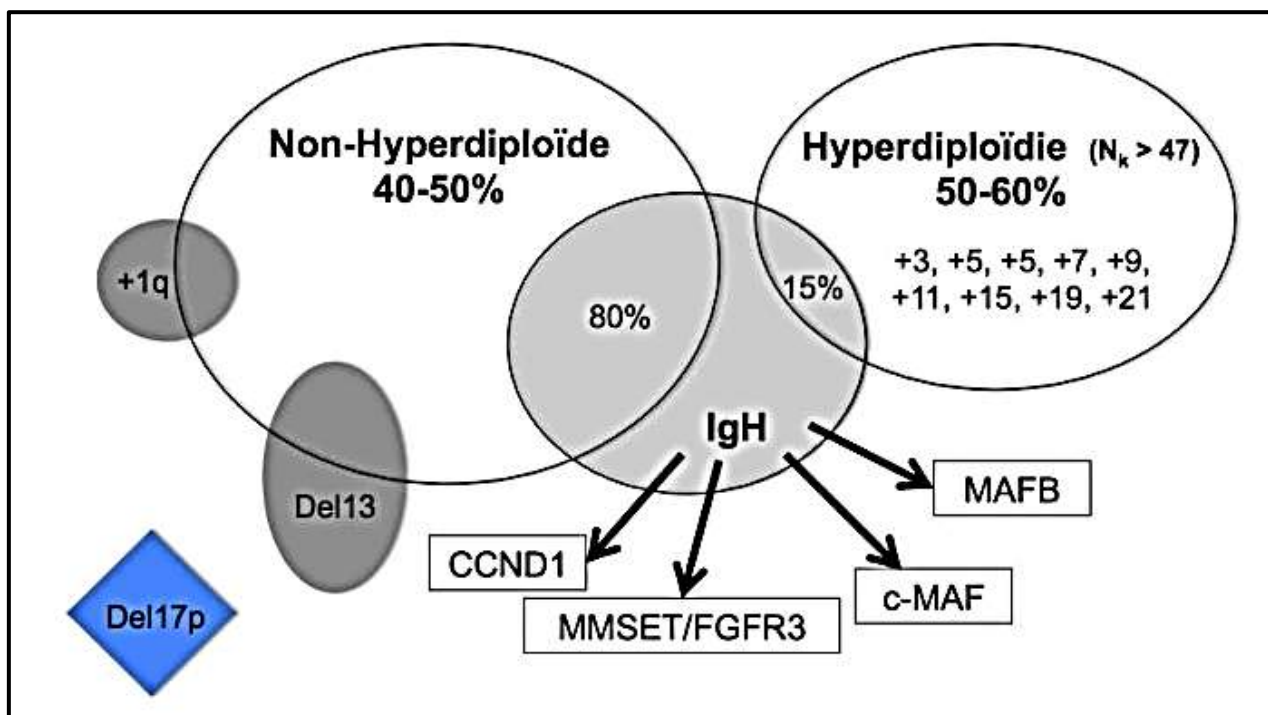 Non-Hyperdiploïde
40-50%
Hyperdiploïdie (Nk > 47)
50-60%
+3, +5, +5, +7, +9,
+11, +15, +19, +21
+1q
80%
15%
IgH
Del13
Del17p
MAFB
CCND1
c-MAF
MMSET/FGFR3